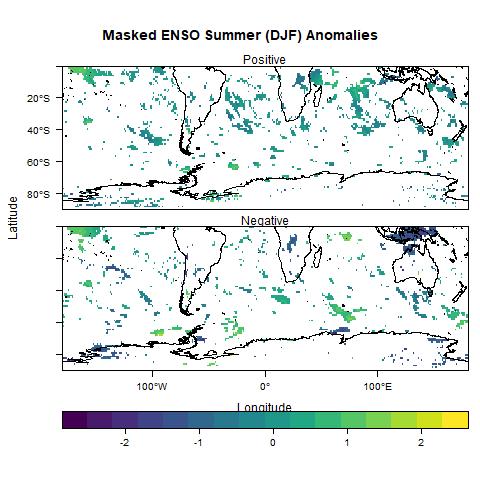 Masked ENSO Summer (DJF) Anomalies
Positive
20°S
40°S
60°S
80°S
Latitude
Negative
100°W 0° 100°E
Longitude
-2 -1 0 1 2